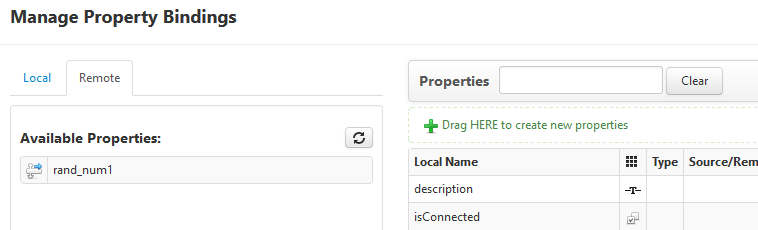 Manage Property Bindings
Local
Remote
Properties
Clear
Available Properties:
Drag HERE to create new properties
rand_num1
Local Name
Type
Source/Rem
description
isConnected